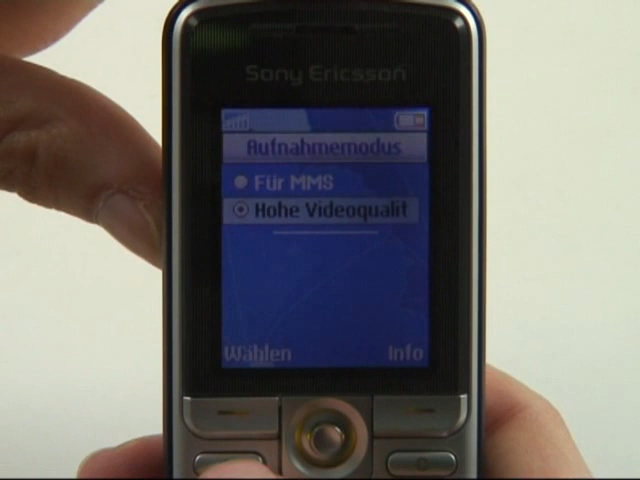 Sony Ericsson
Aufnahmemodus
Für MMS
Hohe Videoqualit
Wählen Info